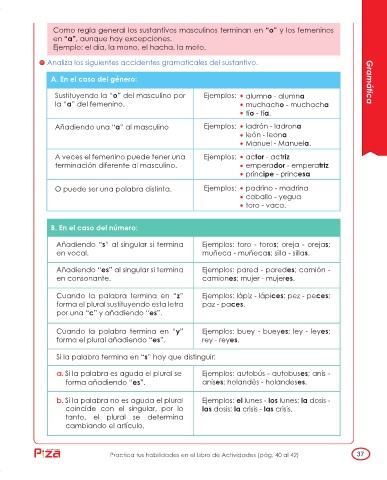 Como regla general los sustantivos masculinos terminan en "o" y los femeninos
en "a", aunque hay excepciones.
Ejemplo: el día, la mano, el hacha, la moto.
Analiza los siguientes accidentes gramaticales del sustantivo.
Gramática
A. En el caso del género:
Sustituyendo la "o" del masculino por
la "a" del femenino.
Ejemplos: • alumno - alumna
• muchacho - muchacha
• tío - tía.
Añadiendo una "a" al masculino
Ejemplos: • ladrón - ladrona
• león - leona
• Manuel - Manuela.
A veces el femenino puede tener una
terminación diferente al masculino.
Ejemplos: • actor - actriz
• emperador - emperatriz
• príncipe - princesa
O puede ser una palabra distinta.
Ejemplos: • padrino - madrina
• caballo - yegua
• toro - vaca.
B. En el caso del número:
Añadiendo "s" al singular si termina
en vocal.
Ejemplos: toro - toros; oreja - orejas;
muñeca - muñecas; silla - sillas.
Añadiendo "es" al singular si termina
en consonante.
Ejemplos: pared - paredes; camión -
camiones; mujer - mujeres.
Cuando la palabra termina en "z"
forma el plural sustituyendo esta letra
por una "c" y añadiendo "es".
Ejemplos: lápiz - lápices; pez - peces;
paz - paces.
Cuando la palabra termina en "y"
forma el plural añadiendo "es".
Ejemplos: buey - bueyes; ley - leyes;
rey - reyes.
Si la palabra termina en "s" hay que distinguir:
a. Si la palabra es aguda el plural se
forma añadiendo "es".
Ejemplos: autobús - autobuses; anís -
anises; holandés - holandeses.
b. Si la palabra no es aguda el plural
coincide con el singular, por lo
tanto, el plural se determina
cambiando el artículo.
Ejemplos: el lunes - los lunes; la dosis -
las dosis; la crisis - las crisis.
Practica tus habilidades en el Libro de Actividades (pág. 40 al 42)
37